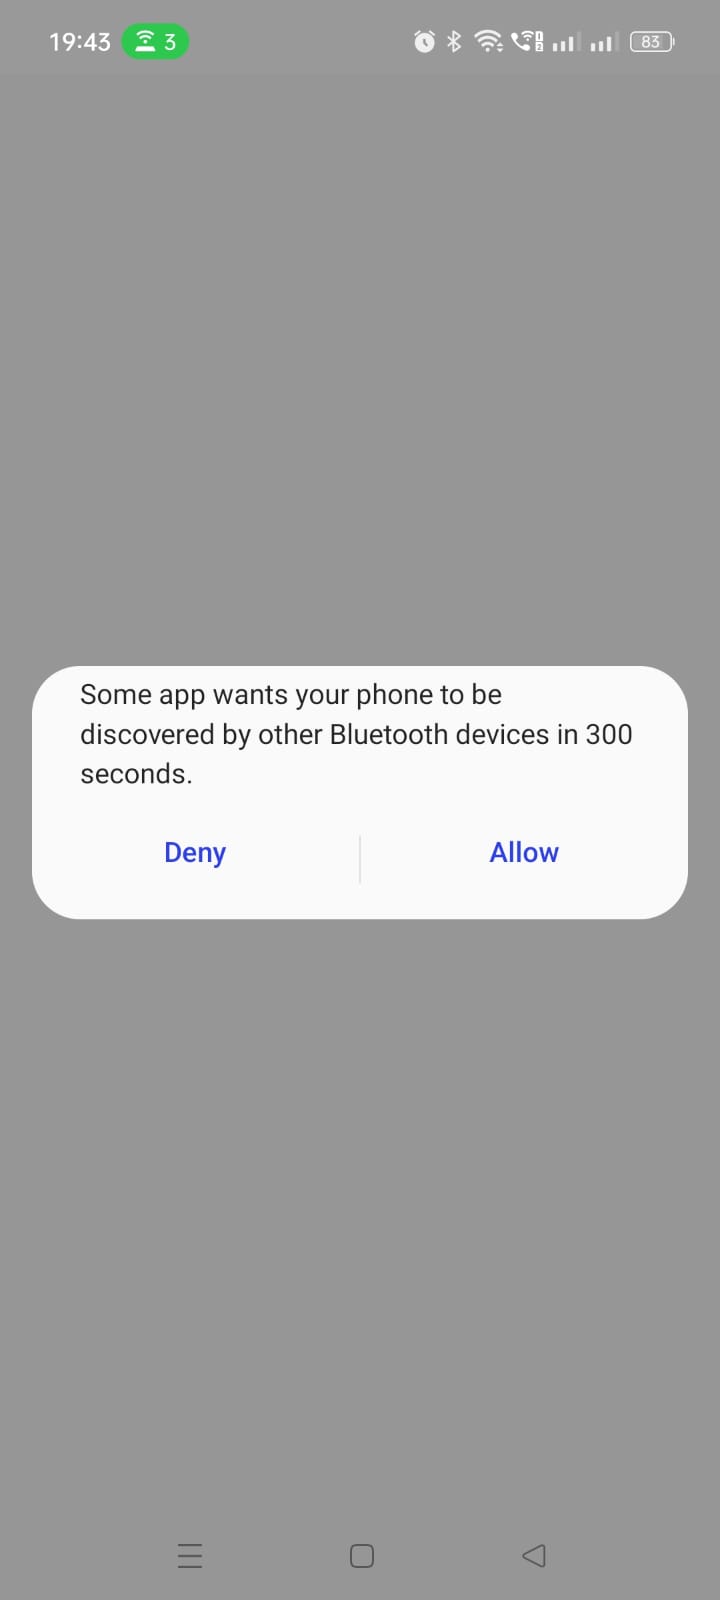 19:43 3 83
Some app wants your phone to be
discovered by other Bluetooth devices in 300
seconds.
Deny Allow